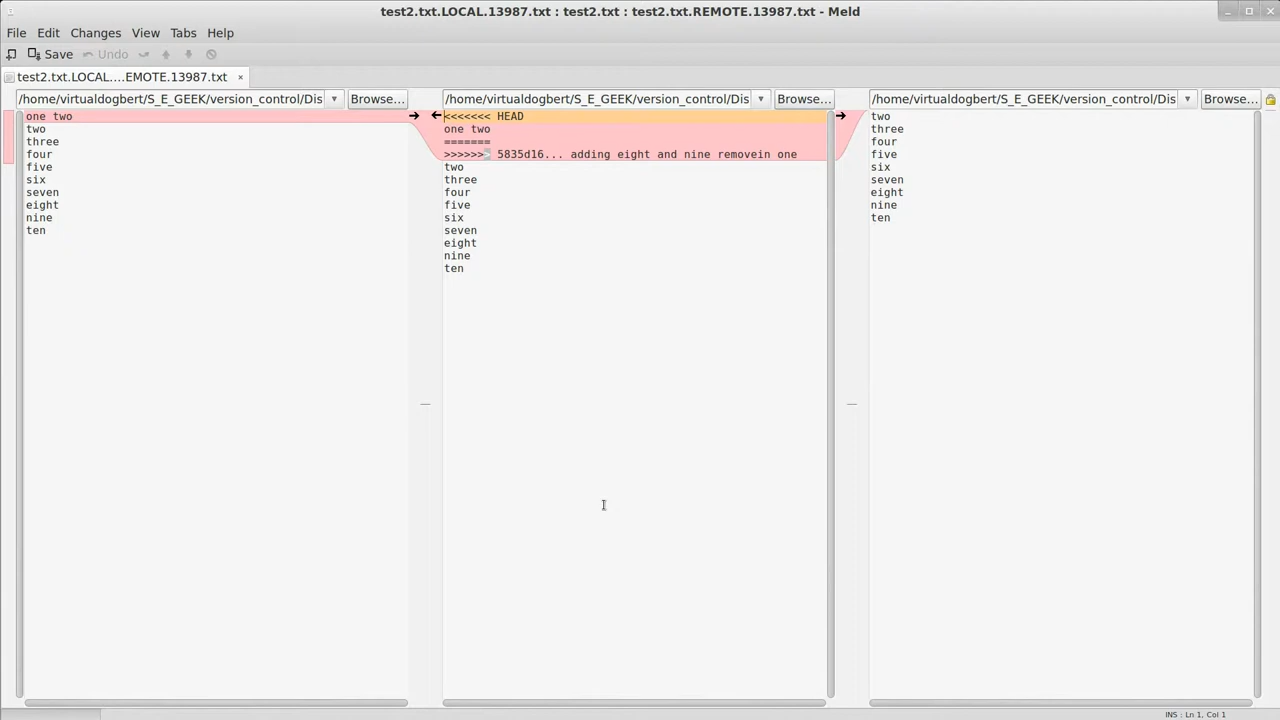 test2.txt.LOCAL.13987.txt : test2.txt : test2.txt.REMOTE.13987.txt - Meld
File Edit Changes View Tabs Help
Save Undo
test2.txt.LOCAL....EMOTE.13987.txt ×
/home/virtualdogbert/S_E_GEEK/version_control/Dis Browse...
/home/virtualdogbert/S_E_GEEK/version_control/Dis Browse...
/home/virtualdogbert/S_E_GEEK/version_control/Dis Browse...
one two
two
three
four
five
six
seven
eight
nine
ten
<<<<<<< HEAD
one two
=======
>>>>>>> 5835d16... adding eight and nine removein one
two
three
four
five
six
seven
eight
nine
ten
two
three
four
five
six
seven
eight
nine
ten
INS : Ln 1, Col 1